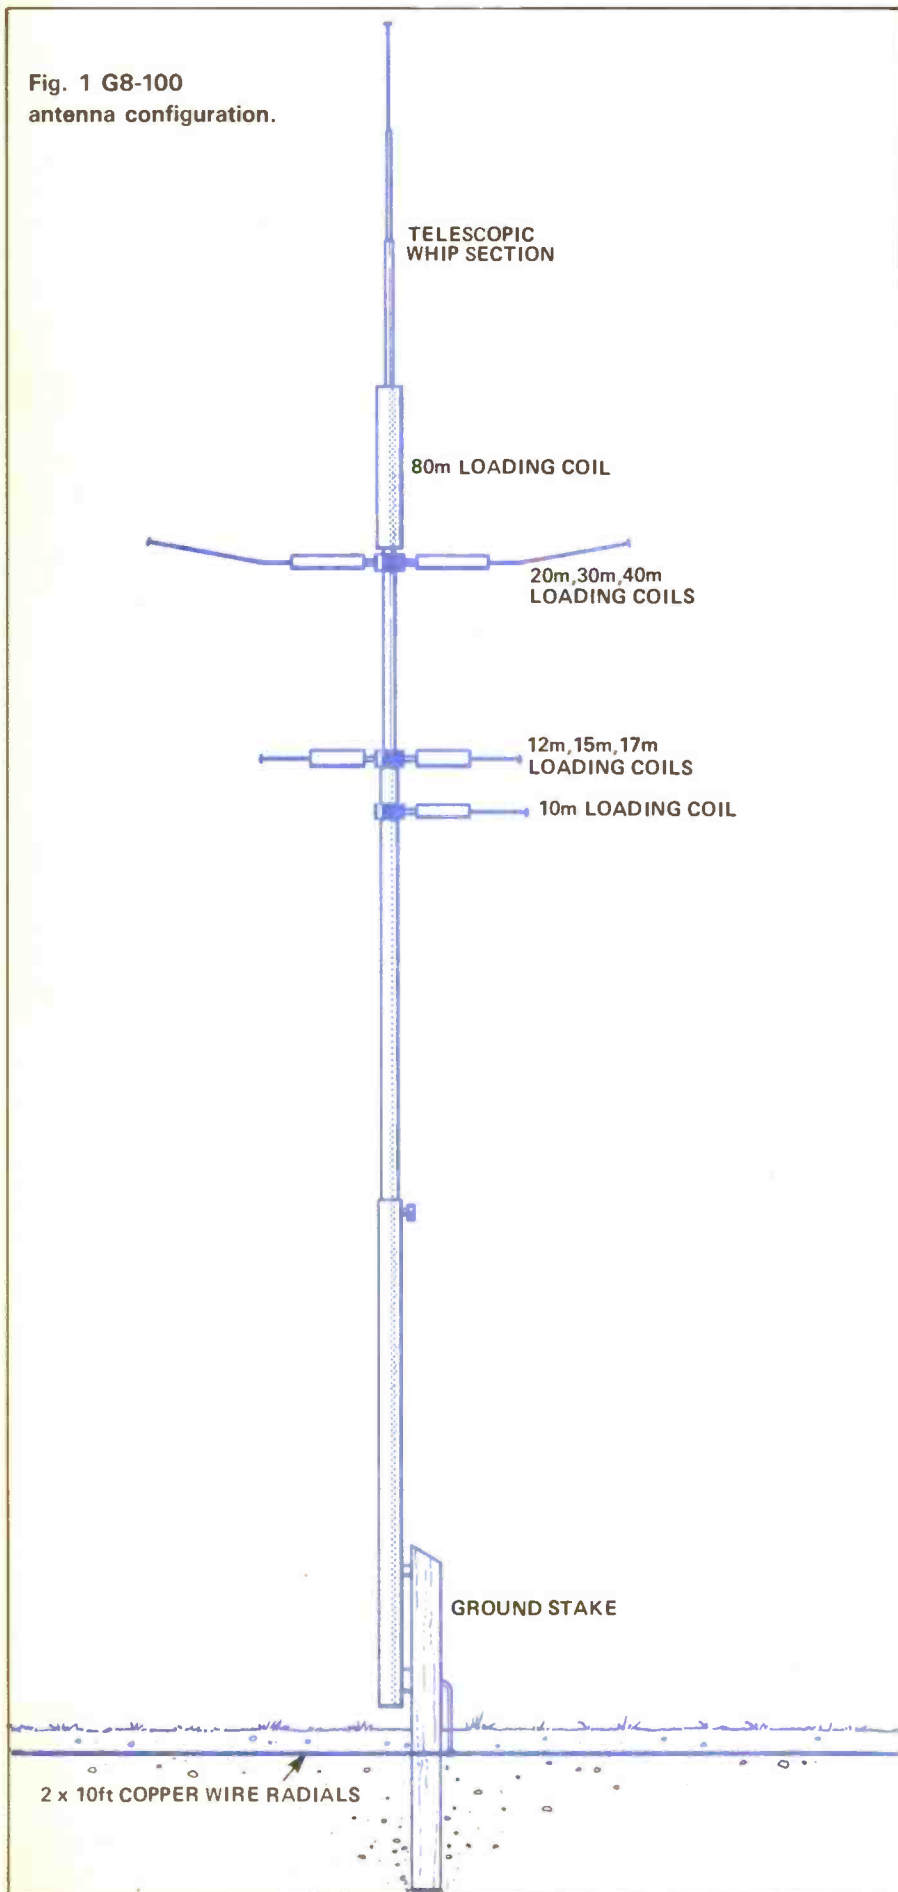 Fig. 1 G8-100
antenna configuration.
TELESCOPIC
WHIP SECTION
80m LOADING COIL
20m,30m,40m
LOADING COILS
12m,15m,17m
LOADING COILS
10m LOADING COIL
GROUND STAKE
2 x 10ft COPPER WIRE RADIALS